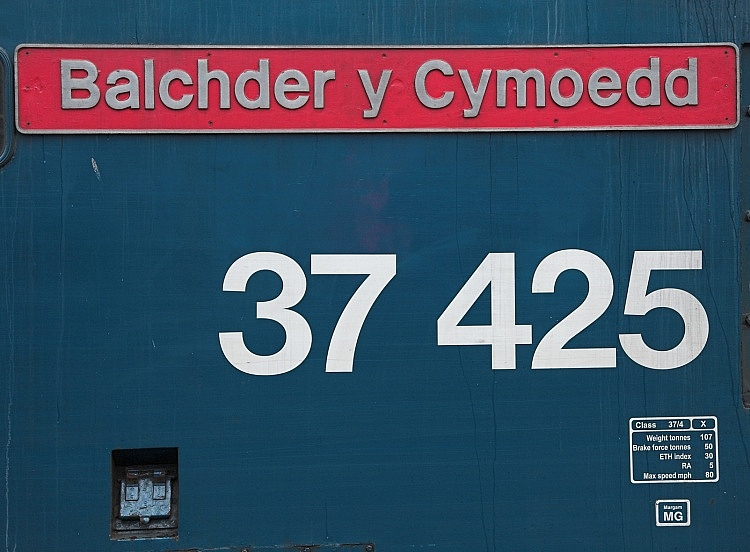 Balchder y Cymoedd
37 425
Class 37/4 X
Weight tonnes 107
Brake force tonnes 50
ETH index 30
RA 5
Max speed mph 80
Margam
MG